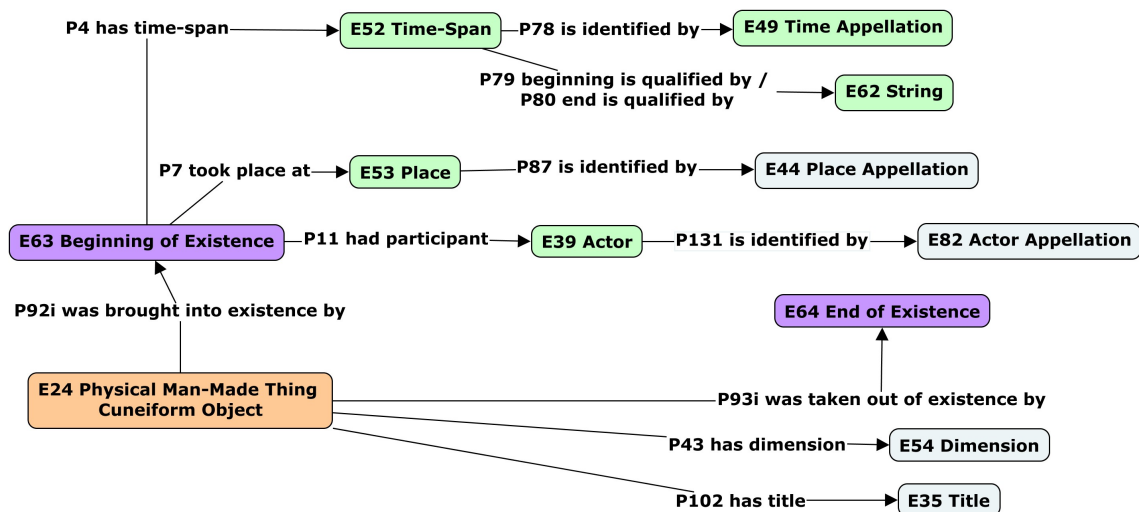 P4 has time-span
E52 Time-Span
P78 is identified by
E49 Time Appellation
P79 beginning is qualified by /
P80 end is qualified by
E62 String
P7 took place at
E53 Place
P87 is identified by
E44 Place Appellation
E63 Beginning of Existence
P11 had participant
E39 Actor
P131 is identified by
E82 Actor Appellation
P92i was brought into existence by
E64 End of Existence
E24 Physical Man-Made Thing
Cuneiform Object
P93i was taken out of existence by
P43 has dimension
E54 Dimension
P102 has title
E35 Title